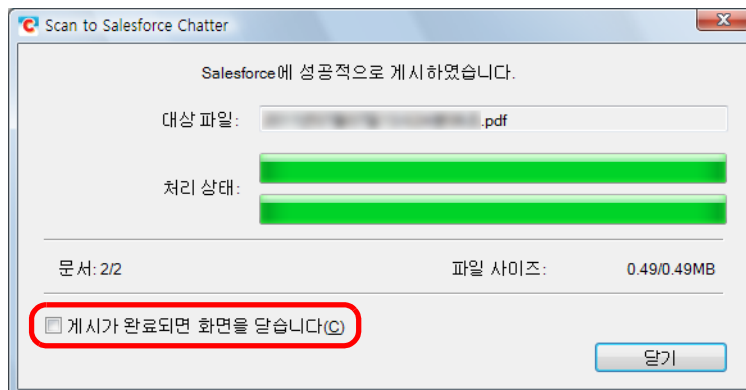 Scan to Salesforce Chatter
Salesforce에 성공적으로 게시하였습니다.
대상 파일: .pdf
처리 상태:
문서: 2/2 파일 사이즈: 0.49/0.49MB
게시가 완료되면 화면을 닫습니다(C)
닫기